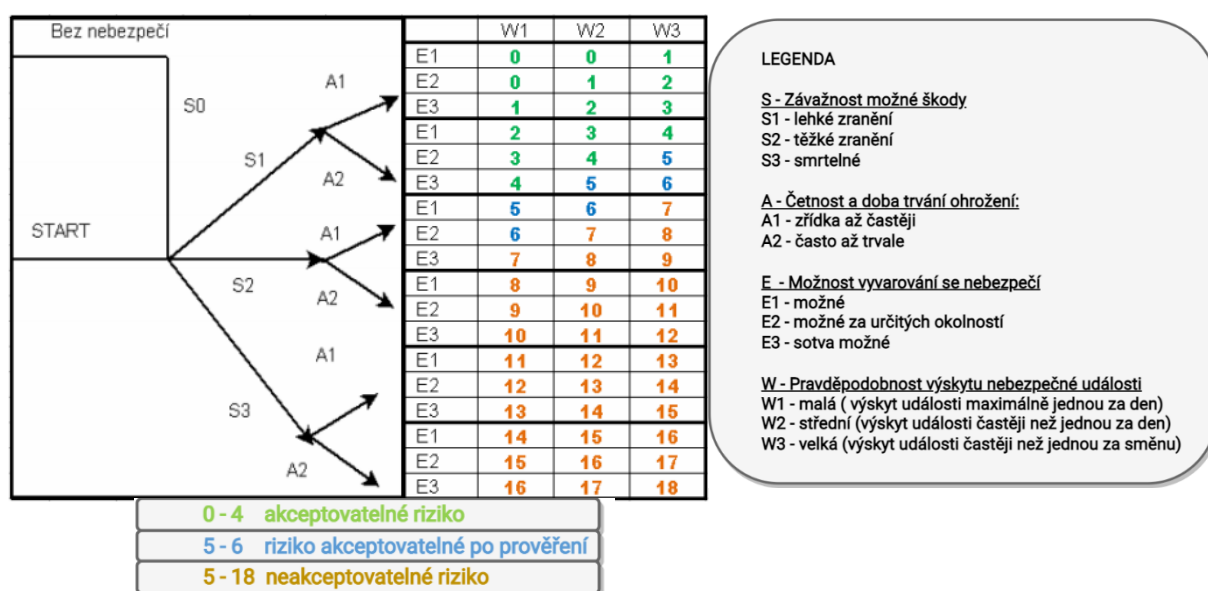 Bez nebezpečí
S0
S1
START
S2
S3
A1
A2
A1
A2
A1
A2
W1 W2 W3
E1 0 0 1
E2 0 1 2
E3 1 2 3
E1 2 3 4
E2 3 4 5
E3 4 5 6
E1 5 6 7
E2 6 7 8
E3 7 8 9
E1 8 9 10
E2 9 10 11
E3 10 11 12
E1 11 12 13
E2 12 13 14
E3 13 14 15
E1 14 15 16
E2 15 16 17
E3 16 17 18
0 - 4 akceptovatelné riziko
5 - 6 riziko akceptovatelné po prověření
5 - 18 neakceptovatelné riziko
LEGENDA
S - Závažnost možné škody
S1 - lehké zranění
S2 - těžké zranění
S3 - smrtelné
A - Četnost a doba trvání ohrožení:
A1 - zřídka až častěji
A2 - často až trvale
E - Možnost vyvarování se nebezpečí
E1 - možné
E2 - možné za určitých okolností
E3 - sotva možné
W - Pravděpodobnost výskytu nebezpečné události
W1 - malá ( výskyt události maximálně jednou za den)
W2 - střední (výskyt události častěji než jednou za den)
W3 - velká (výskyt události častěji než jednou za směnu)